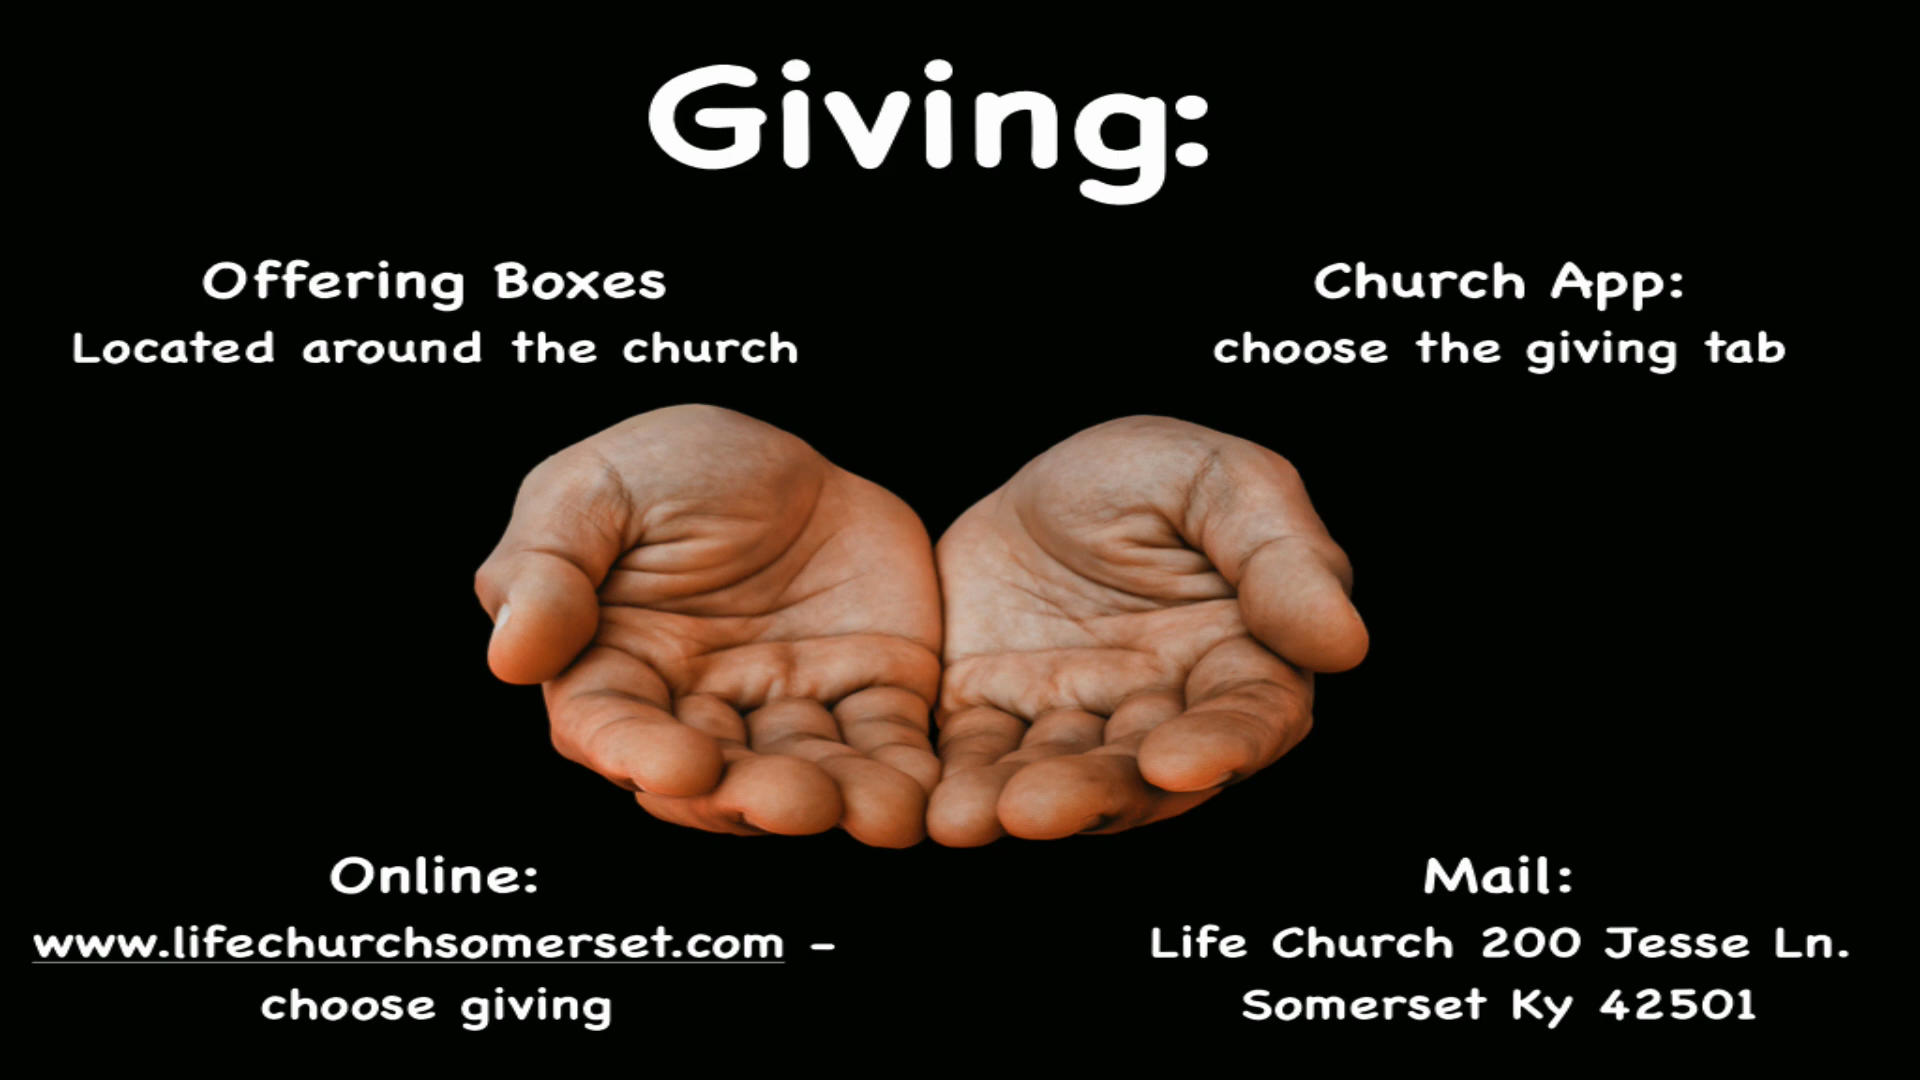 Giving:
Offering Boxes
Located around the church
Church App:
choose the giving tab
Online:
www.lifechurchsomerset.com -
choose giving
Mail:
Life Church 200 Jesse Ln.
Somerset Ky 42501